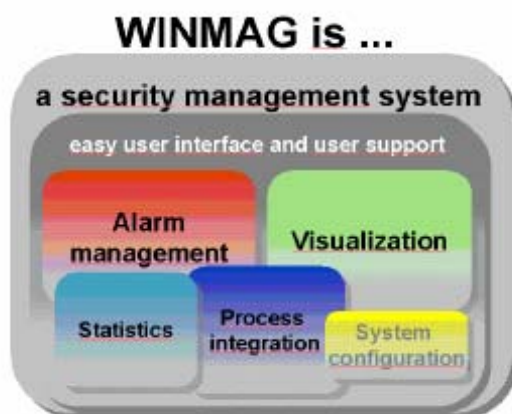 WINMAG is ...
a security management system
easy user interface and user support
Alarm
management
Visualization
Statistics
Process
integration
System
configuration